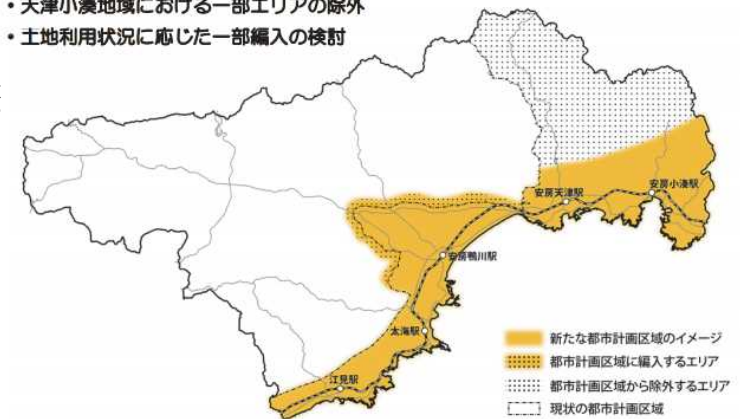 ・天津小湊地域における一部エリアの除外
・土地利用状況に応じた一部編入の検討
安房天津駅
安房小湊駅
安房鴨川駅
太海駅
江見駅
新たな都市計画区域のイメージ
都市計画区域に編入するエリア
都市計画区域から除外するエリア
現状の都市計画区域